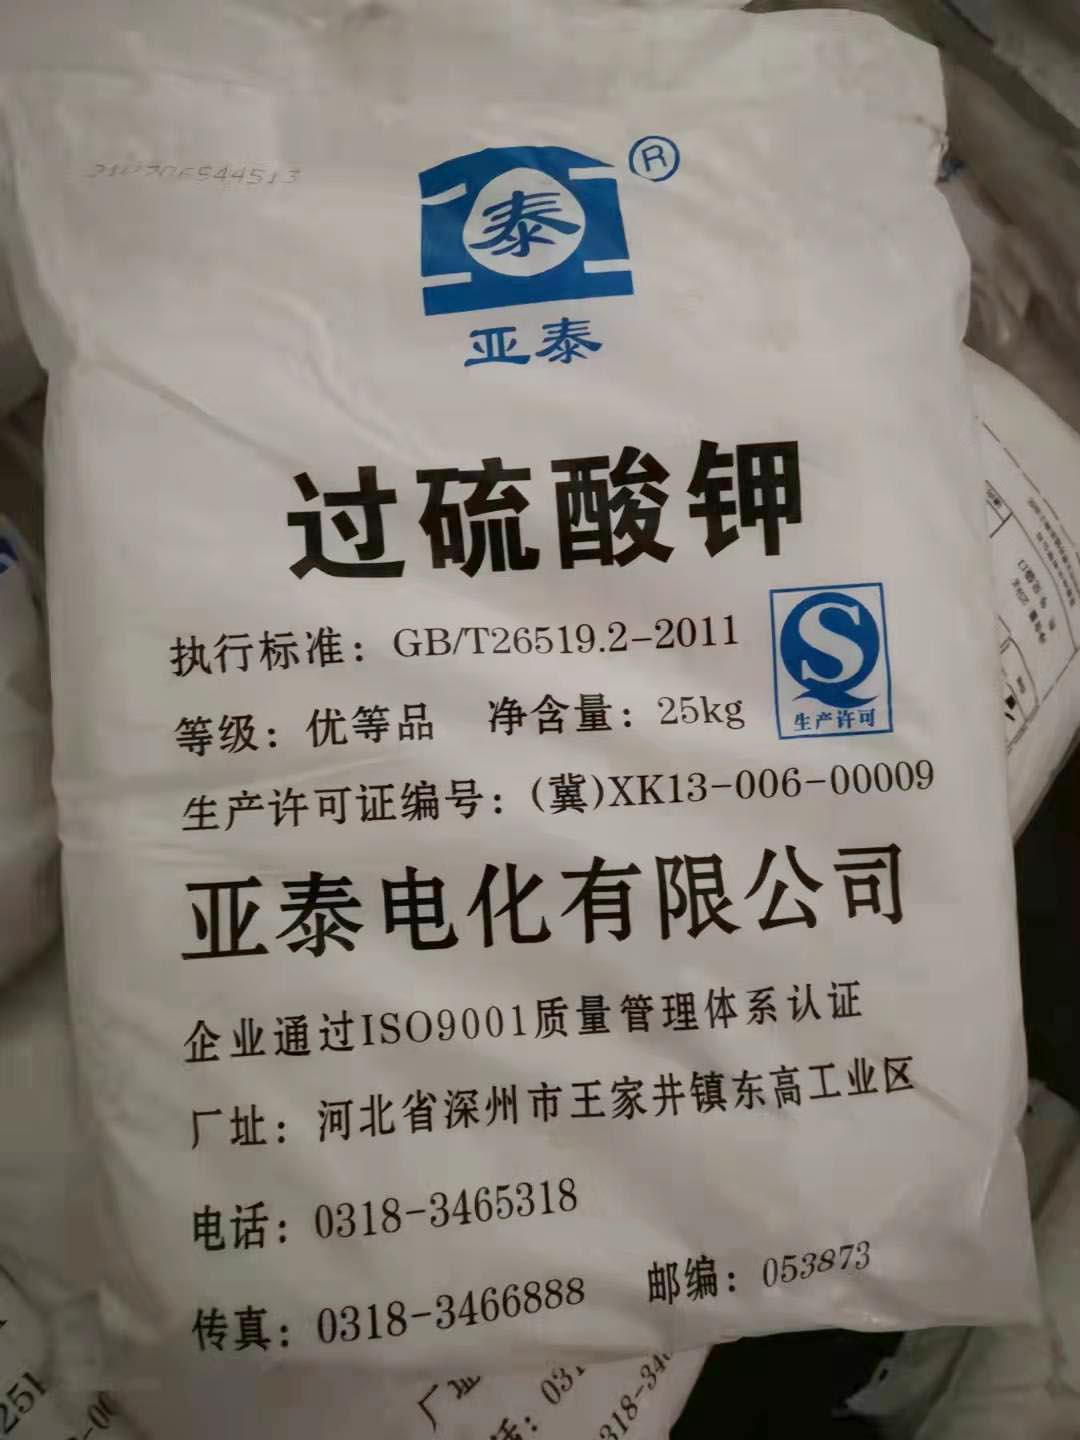 泰
®
亚泰
过硫酸钾
执行标准：GB/T26519.2-2011
等级：优等品 净含量：25kg
生产许可
生产许可证编号：(冀)XK13-006-00009
亚泰电化有限公司
企业通过ISO9001质量管理体系认证
厂址：河北省深州市王家井镇东高工业区
电话：0318-3465318
传真：0318-3466888 邮编：053873